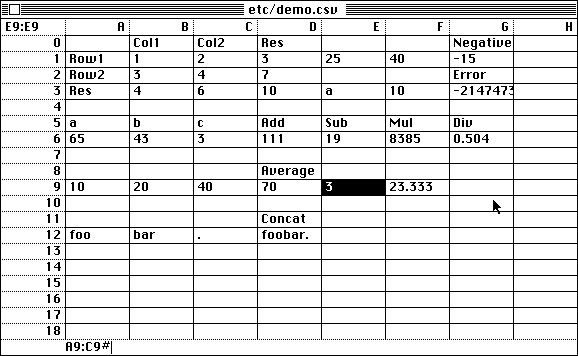 etc/demo.csv
E9:E9 A B C D E F G H
0 Col1 Col2 Res Negative
1 Row1 1 2 3 25 40 -15
2 Row2 3 4 7 Error
3 Res 4 6 10 a 10 -2147473
4
5 a b c Add Sub Mul Div
6 65 43 3 111 19 8385 0.504
7
8 Average
9 10 20 40 70 3 23.333
10
11 Concat
12 foo bar . foobar.
13
14
15
16
17
18
A9:C9#